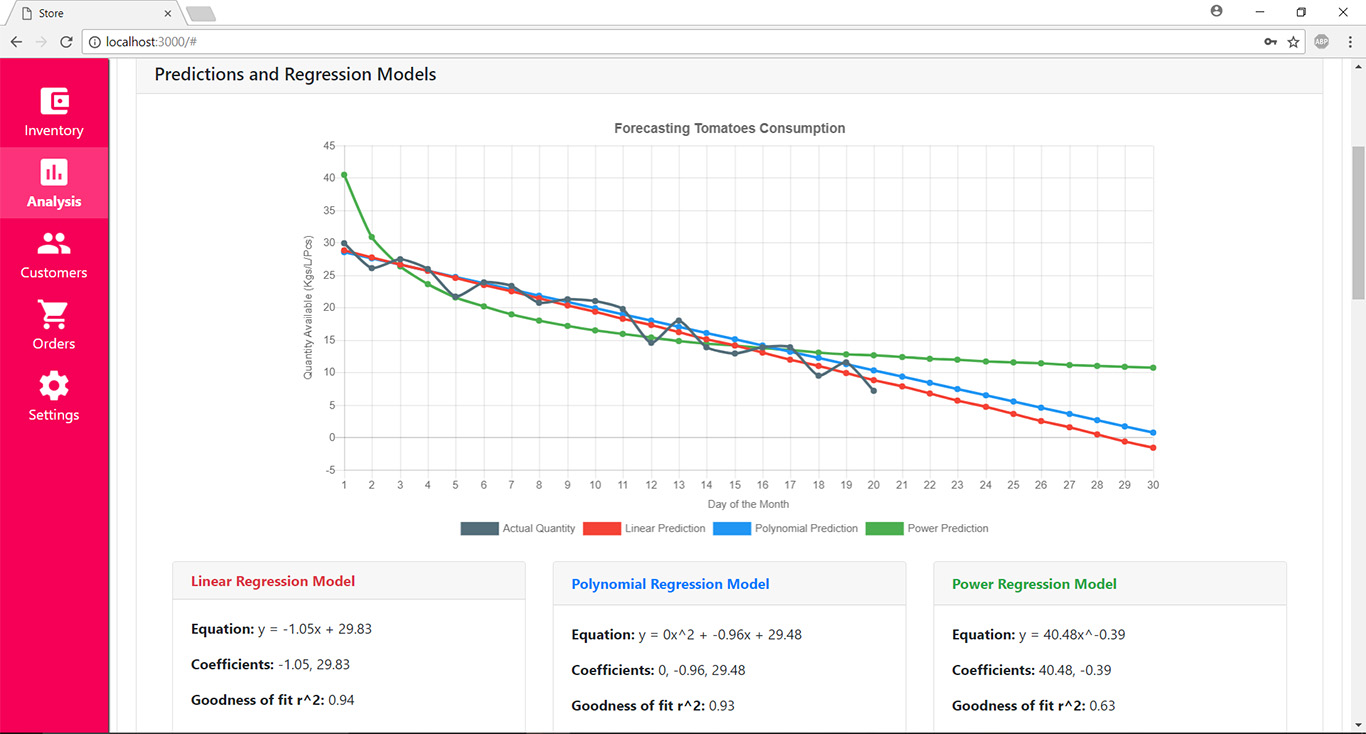 Store
localhost:3000/#
ABP
Inventory
Analysis
Customers
Orders
Settings
Predictions and Regression Models
Forecasting Tomatoes Consumption
Quantity Available (Kgs/L/Pcs)
45
40
35
30
25
20
15
10
5
0
-5
1 2 3 4 5 6 7 8 9 10 11 12 13 14 15 16 17 18 19 20 21 22 23 24 25 26 27 28 29 30
Day of the Month
Actual Quantity Linear Prediction Polynomial Prediction Power Prediction
Linear Regression Model
Equation: y = -1.05x + 29.83
Coefficients: -1.05, 29.83
Goodness of fit r^2: 0.94
Polynomial Regression Model
Equation: y = 0x^2 + -0.96x + 29.48
Coefficients: 0, -0.96, 29.48
Goodness of fit r^2: 0.93
Power Regression Model
Equation: y = 40.48x^-0.39
Coefficients: 40.48, -0.39
Goodness of fit r^2: 0.63